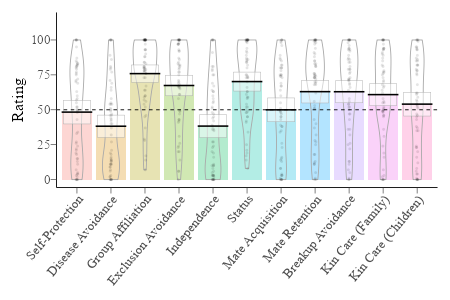 100
75
50
25
0
Rating
Self-Protection
Disease Avoidance
Group Affiliation
Exclusion Avoidance
Independence
Status
Mate Acquisition
Mate Retention
Breakup Avoidance
Kin Care (Family)
Kin Care (Children)